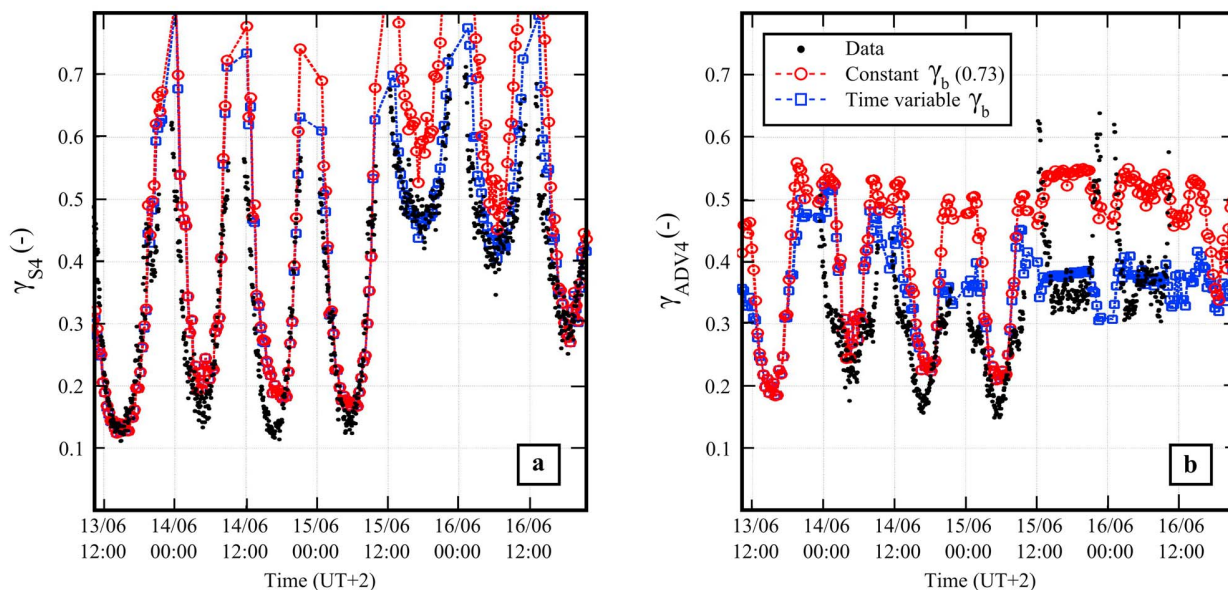 γS4 (-)
0.7
0.6
0.5
0.4
0.3
0.2
0.1
a
13/06 14/06 14/06 15/06 15/06 16/06 16/06
12:00 00:00 12:00 00:00 12:00 00:00 12:00
Time (UT+2)
γADV4 (-)
0.7
0.6
0.5
0.4
0.3
0.2
0.1
Data
Constant γb (0.73)
Time variable γb
b
13/06 14/06 14/06 15/06 15/06 16/06 16/06
12:00 00:00 12:00 00:00 12:00 00:00 12:00
Time (UT+2)